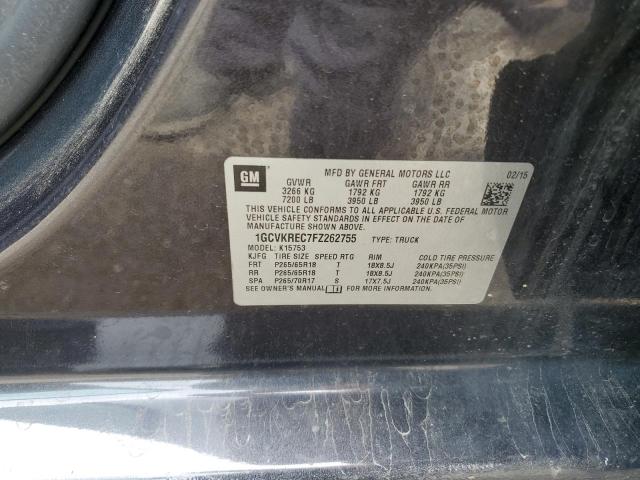 GM MFD BY GENERAL MOTORS LLC 02/15
GVWR GAWR FRT GAWR RR
3266 KG 1792 KG 1792 KG
7200 LB 3950 LB 3950 LB
THIS VEHICLE CONFORMS TO ALL APPLICABLE U.S. FEDERAL MOTOR
VEHICLE SAFETY STANDARDS IN EFFECT ON THE DATE OF
MANUFACTURE SHOWN ABOVE.
1GCVKREC7FZ262755 TYPE: TRUCK
MODEL: K15753
KJFG TIRE SIZE SPEED RTG RIM COLD TIRE PRESSURE
FRT P265/65R18 T 18X8.5J 240KPA(35PSI)
RR P265/65R18 T 18X8.5J 240KPA(35PSI)
SPA P265/70R17 S 17X7.5J 240KPA(35PSI)
SEE OWNER'S MANUAL FOR MORE INFORMATION.